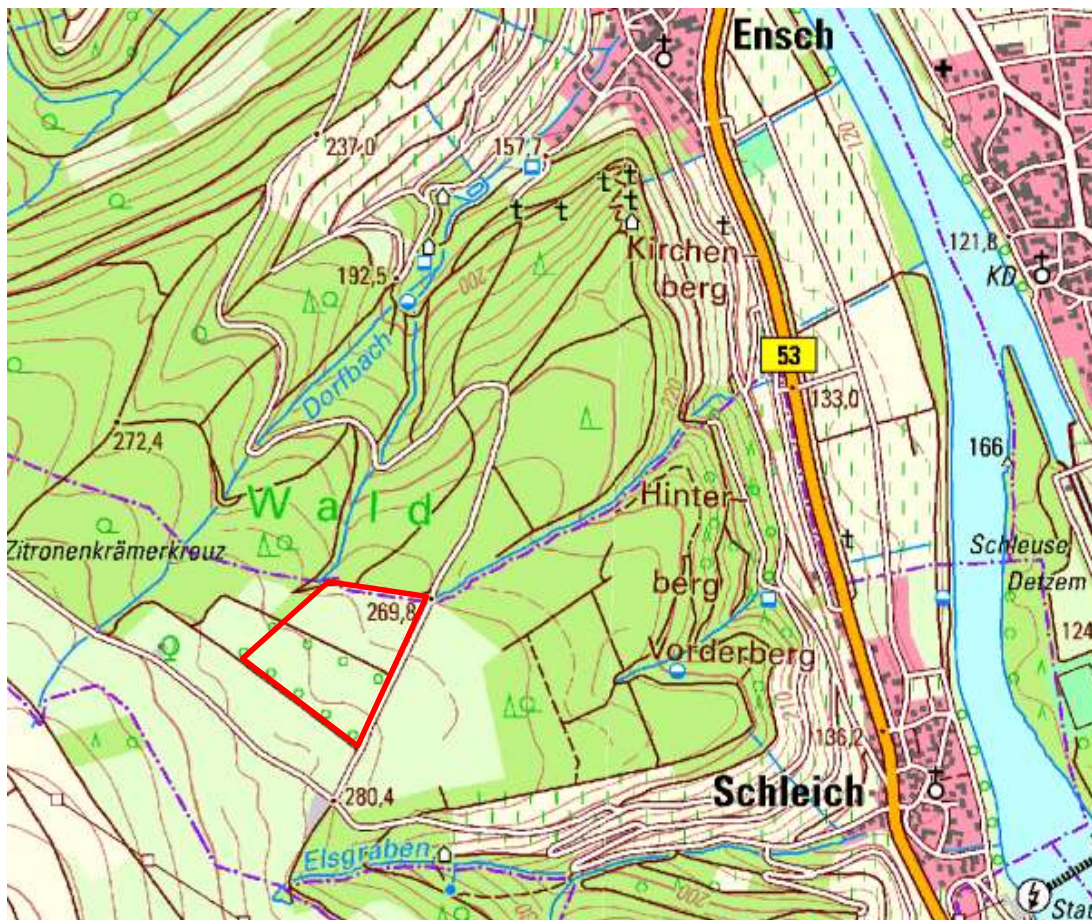 Ensch
120
237,0
157,7
Kirchen
berg
121,8
KD
192,5
200
53
Dorfbach
220
133,0
272,4
166
Wald
Hinter
berg
Zitronenkrämerkreuz
Schleuse
Detzem
269,8
124
Vorderberg
210
136,2
280,4
Schleich
Elsgraben
Sta